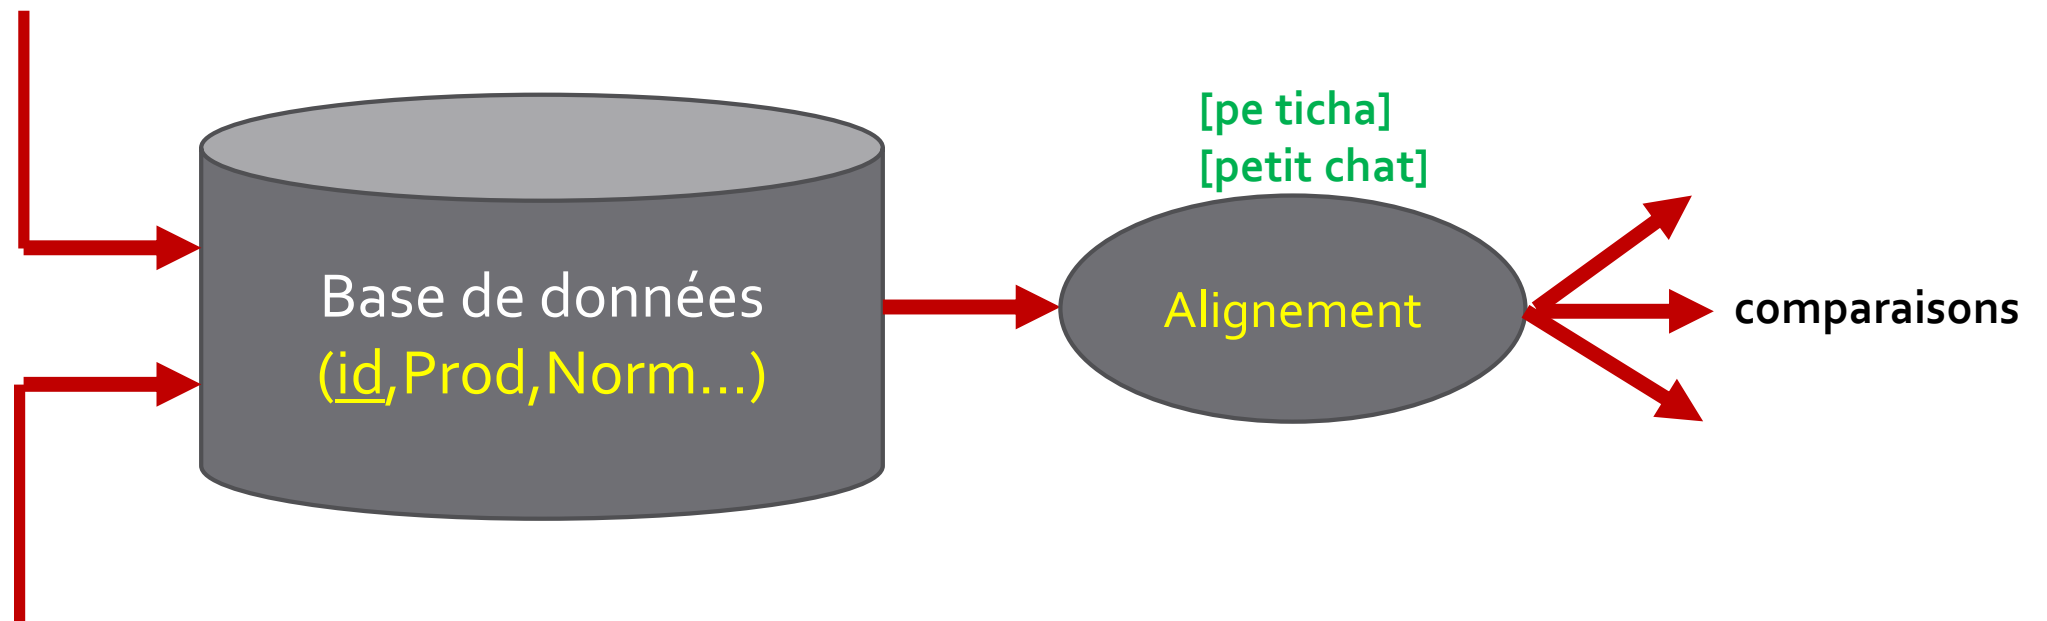 [pe ticha]
[petit chat]
Base de données
(id,Prod,Norm...)
Alignement
comparaisons